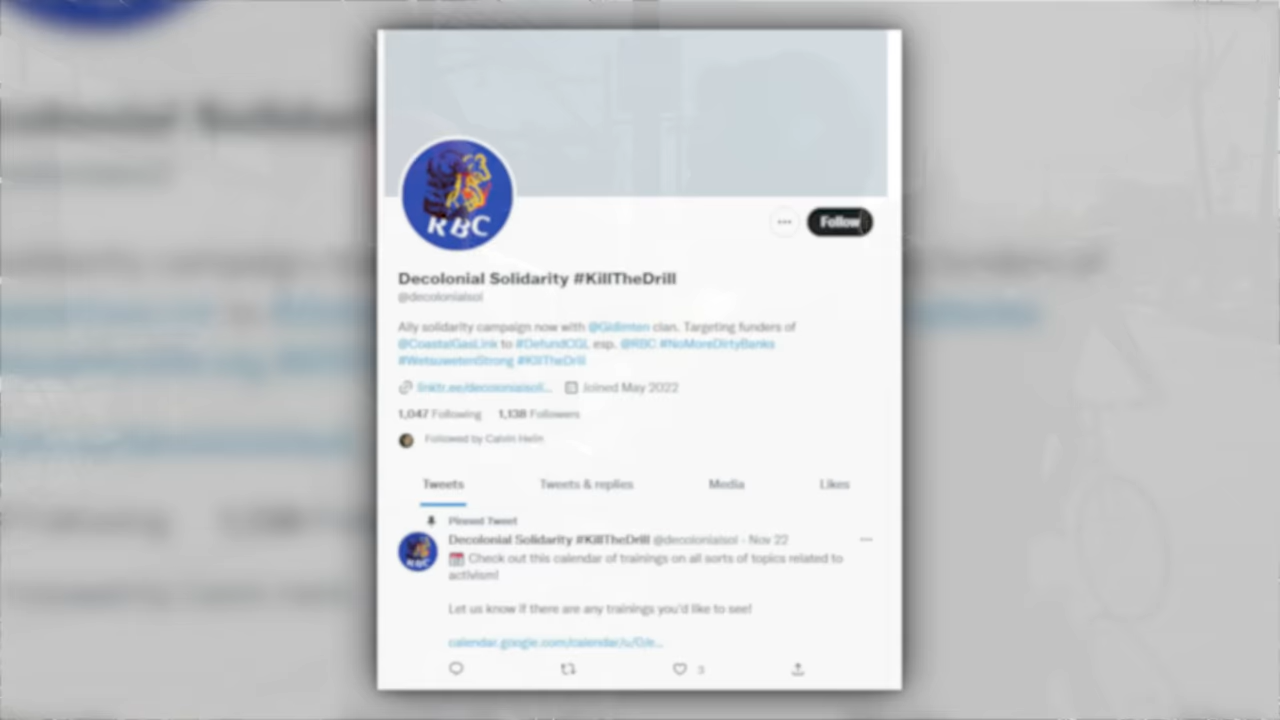 RBC
Follow
Decolonial Solidarity #KillTheDrill
@decolonialsol
Ally solidarity campaign now with @Gidimten clan. Targeting funders of
@CoastalGasLink to #DefundCGL esp. @RBC #NoMoreDirtyBanks
#WetsuwetenStrong #KillTheDrill
linktr.ee/decolonialsoli... Joined May 2022
1,047 Following 1,138 Followers
Followed by Calvin Helin
Tweets Tweets & replies Media Likes
Pinned Tweet
Decolonial Solidarity #KillTheDrill @decolonialsol · Nov 22
Check out this calendar of trainings on all sorts of topics related to
activism!
Let us know if there are any trainings you'd like to see!
calendar.google.com/calendar/u/0/e...
3